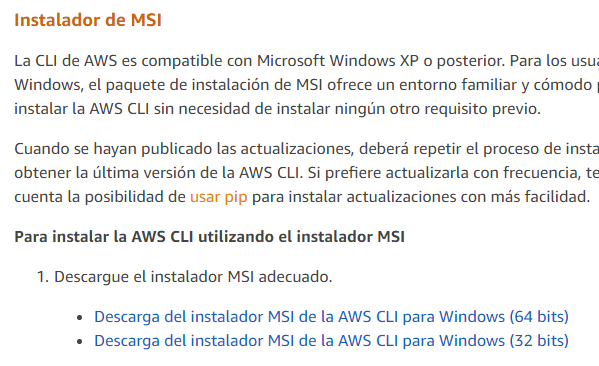 Instalador de MSI
La CLI de AWS es compatible con Microsoft Windows XP o posterior. Para los
Windows, el paquete de instalación de MSI ofrece un entorno familiar y cómodo
instalar la AWS CLI sin necesidad de instalar ningún otro requisito previo.
Cuando se hayan publicado las actualizaciones, deberá repetir el proceso de
obtener la última versión de la AWS CLI. Si prefiere actualizarla con frecuencia,
cuenta la posibilidad de usar pip para instalar actualizaciones con más facilidad.
Para instalar la AWS CLI utilizando el instalador MSI
1. Descargue el instalador MSI adecuado.
• Descarga del instalador MSI de la AWS CLI para Windows (64 bits)
• Descarga del instalador MSI de la AWS CLI para Windows (32 bits)